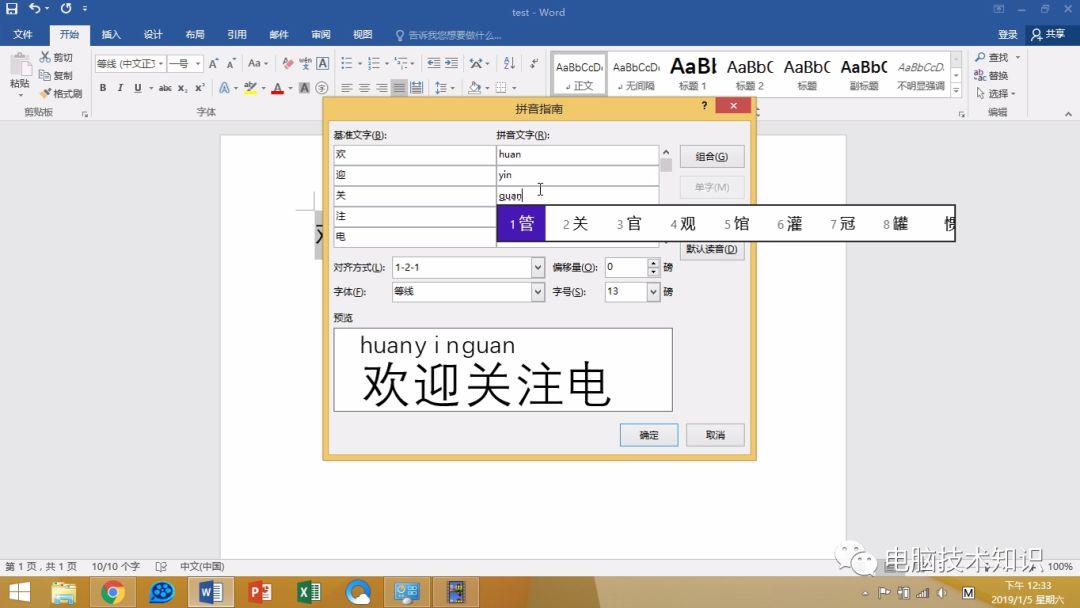 test - Word
文件 开始 插入 设计 布局 引用 邮件 审阅 视图 告诉我您想要做什么... 登录 共享
粘贴
剪切
复制
格式刷
剪贴板
等线 (中文正 一号
B I U abc
字体
AaBbCcDc AaBbCcDc AaBl AaBbC AaBbC AaBbC AaBbCcD.
正文 无间隔 标题 1 标题 2 标题 副标题 不明显强调
查找
替换
选择
编辑
拼音指南
基准文字(B): 拼音文字(R):
欢 huan
迎 yin
关 guan
注
电
组合(G)
单字(M)
默认读音(D)
1 管 2 关 3 官 4 观 5 馆 6 灌 7 冠 8 罐 惯
对齐方式(L): 1-2-1 偏移量(O): 0 磅
字体(F): 等线 字号(S): 13 磅
预览
huanyinguan
欢迎关注电
确定 取消
电脑技术知识
第 1 页，共 1 页 10/10 个字 中文(中国) 100%
M
下午 12:33
2019/1/5 星期六